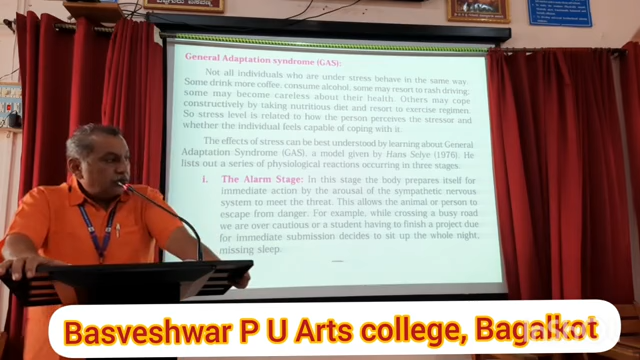 General Adaptation syndrome (GAS)
Not all individuals who are under stress behave in the same way.
Some drink more coffee, consume alcohol, some may resort to rash driving,
some may become careless about their health. Others may cope
constructively by taking nutritious diet and resort to exercise regimen.
So stress level is related to how the person perceives the stressor and
whether the individual feels capable of coping with it.
The effects of stress can be best understood by learning about General
Adaptation Syndrome (GAS), a model given by Hans Selye (1976). He
lists out a series of physiological reactions occurring in three stages.
i. The Alarm Stage: In this stage the body prepares itself for
immediate action by the arousal of the sympathetic nervous
system to meet the threat. This allows the animal or person to
escape from danger. For example, while crossing a busy road
we are over cautious or a student having to finish a project due
for immediate submission decides to sit up the whole night,
missing sleep.
Basveshwar P U Arts college, Bagalkot